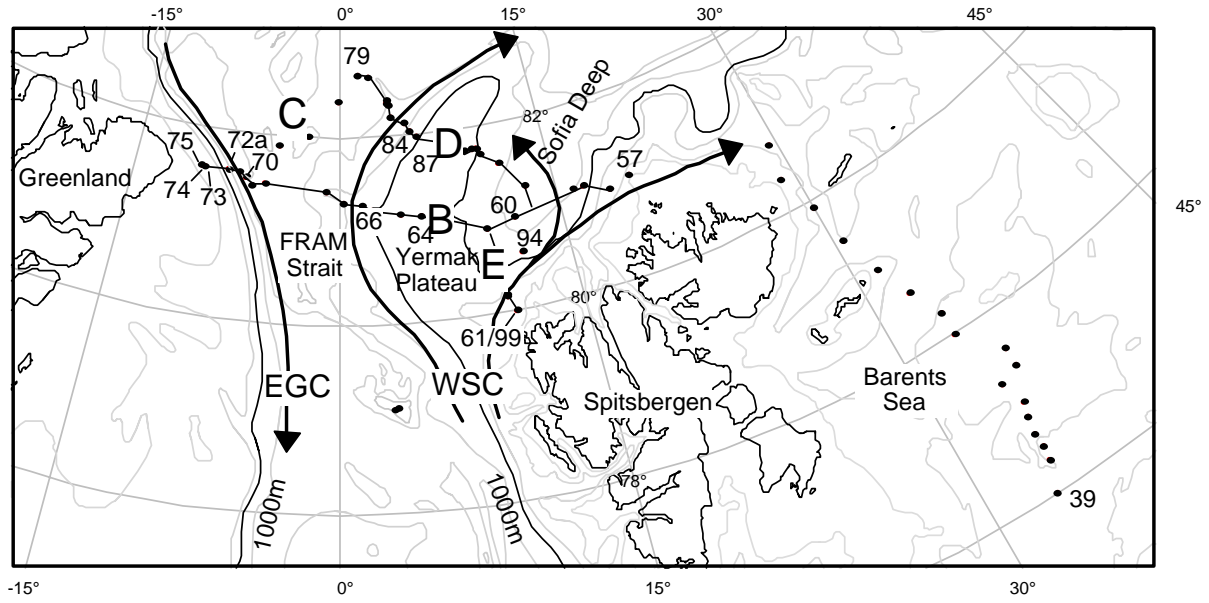 -15°
0°
15°
30°
45°
79
C
82°
Sofia Deep
75
72a
70
84
87
D
57
Greenland
74
73
60
45°
66
64
B
94
FRAM
Strait
Yermak
Plateau
E
80°
61/99
EGC
WSC
Spitsbergen
Barents
Sea
78°
1000m
1000m
39
-15°
0°
15°
30°